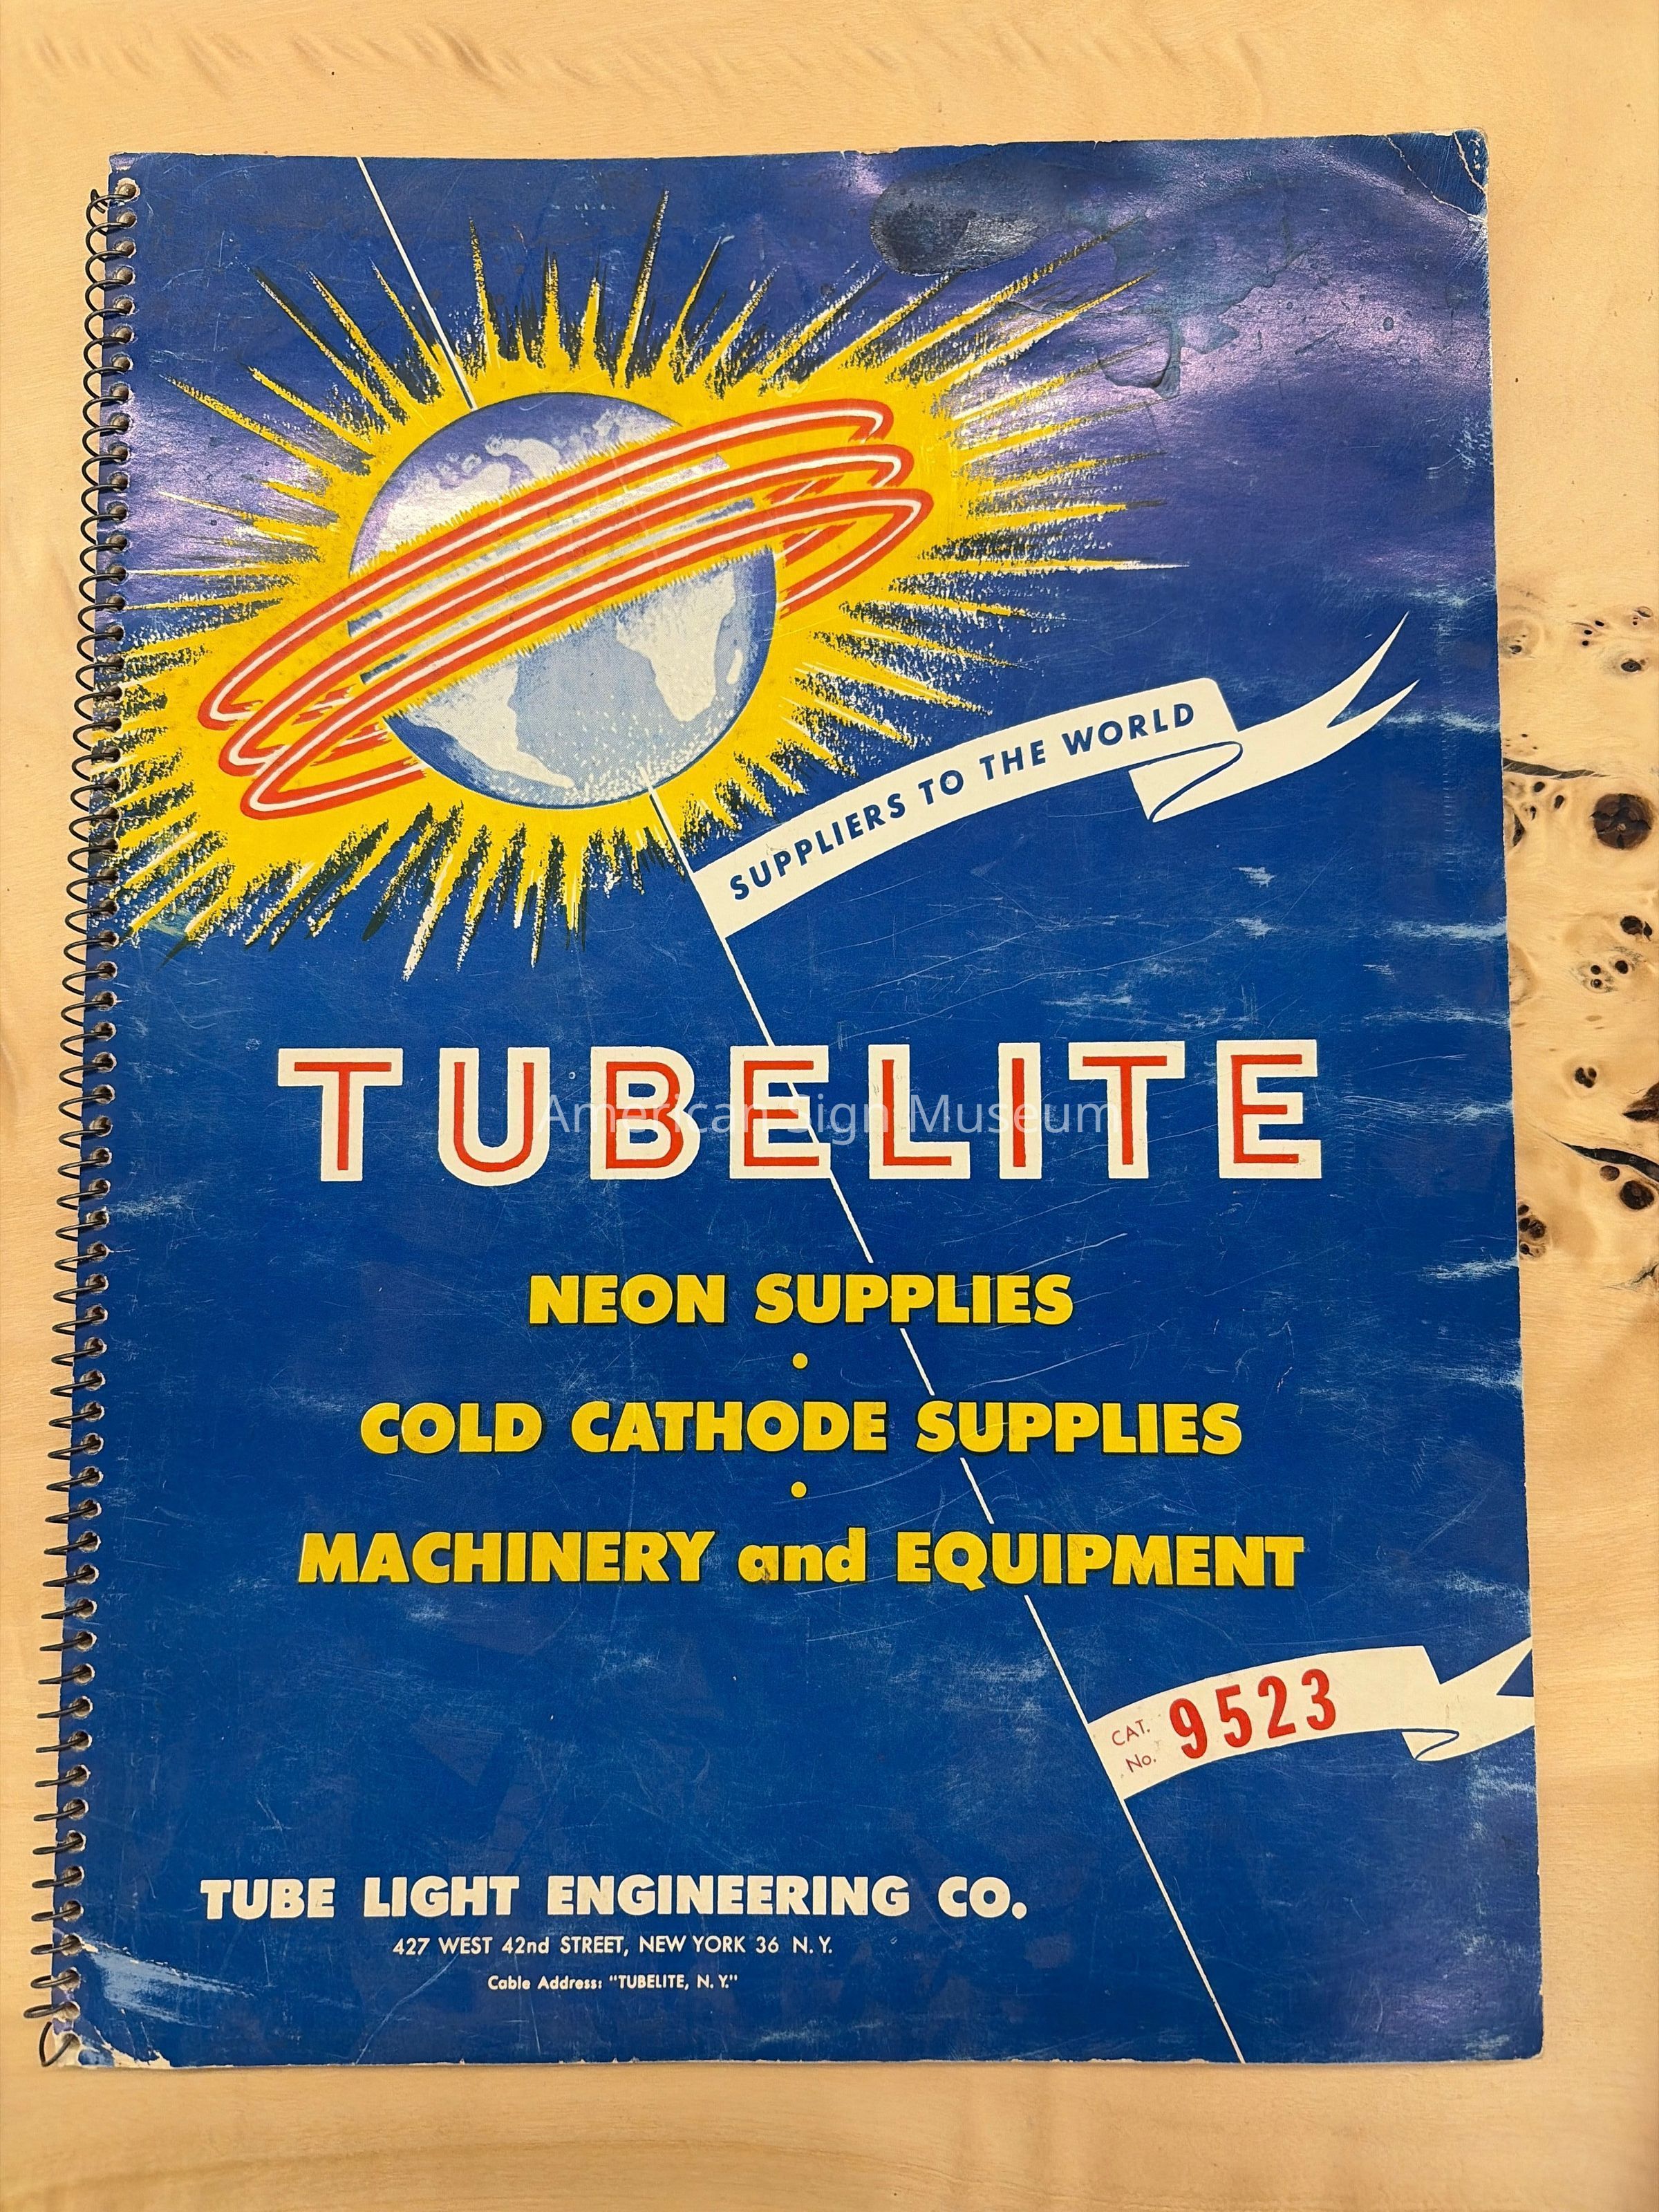 SUPPLIERS TO THE WORLD
TUBELITE
American Sign Museum
NEON SUPPLIES
•
COLD CATHODE SUPPLIES
•
MACHINERY and EQUIPMENT
CAT. No. 9523
TUBE LIGHT ENGINEERING CO.
427 WEST 42nd STREET, NEW YORK 36 N. Y.
Cable Address: "TUBELITE, N. Y."